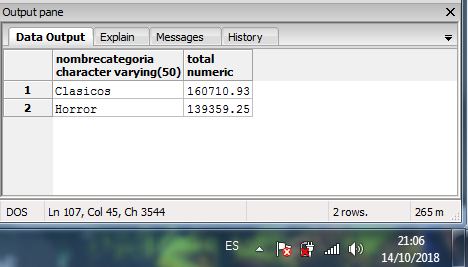 Output pane
Data Output Explain Messages History
nombrecategoria total
character varying(50) numeric
1 Clasicos 160710.93
2 Horror 139359.25
DOS Ln 107, Col 45, Ch 3544 2 rows. 265 m
ES 21:06
14/10/2018